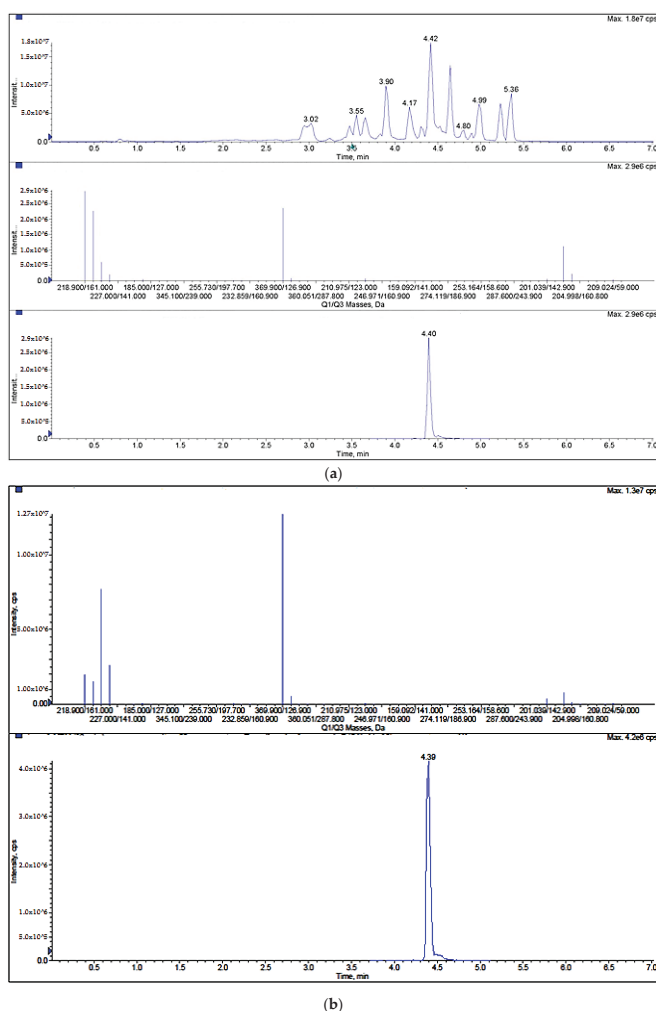 Max. 1.8e7 cps.
1.8x10^7
1.5x10^7
1.0x10^7
5.0x10^6
0.0
Intensit...
3.02
3.55
3.90
4.17
4.42
4.80
4.99
5.36
0.5 1.0 1.5 2.0 2.5 3.0 3.5 4.0 4.5 5.0 5.5 6.0 6.5 7.0
Time, min
Max. 2.9e6 cps.
2.9x10^6
2.5x10^6
2.0x10^6
1.5x10^6
1.0x10^6
5.0x10^5
0.0
Intensit...
218.900/161.000 185.000/127.000 255.730/197.700 369.900/126.900 210.975/123.000 159.092/141.000 253.164/158.600 201.039/142.900 209.024/59.000
227.000/141.000 345.100/239.000 232.859/160.900 360.051/287.800 246.971/160.900 274.119/186.900 287.600/243.900 204.998/160.800
Q1/Q3 Masses, Da
Max. 2.9e6 cps.
2.9x10^6
2.5x10^6
2.0x10^6
1.5x10^6
1.0x10^6
5.0x10^5
0.0
Intensit...
4.40
0.5 1.0 1.5 2.0 2.5 3.0 3.5 4.0 4.5 5.0 5.5 6.0 6.5 7.0
Time, min
(a)
Max. 1.3e7 cps
1.27x10^7
1.00x10^7
5.00x10^6
1.00x10^6
0.00
Intensity, cps
218.900/161.000 185.000/127.000 255.730/197.700 369.900/126.900 210.975/123.000 159.092/141.000 253.164/158.600 201.039/142.900 209.024/59.000
227.000/141.000 345.100/239.000 232.859/160.900 360.051/287.800 246.971/160.900 274.119/186.900 287.600/243.900 204.998/160.800
Q1/Q3 Masses, Da
Max. 4.2e6 cps.
4.0x10^6
3.0x10^6
2.0x10^6
5.0x10^5
0.0
Intensity, cps
4.39
0.5 1.0 1.5 2.0 2.5 3.0 3.5 4.0 4.5 5.0 5.5 6.0 6.5 7.0
Time, min
(b)